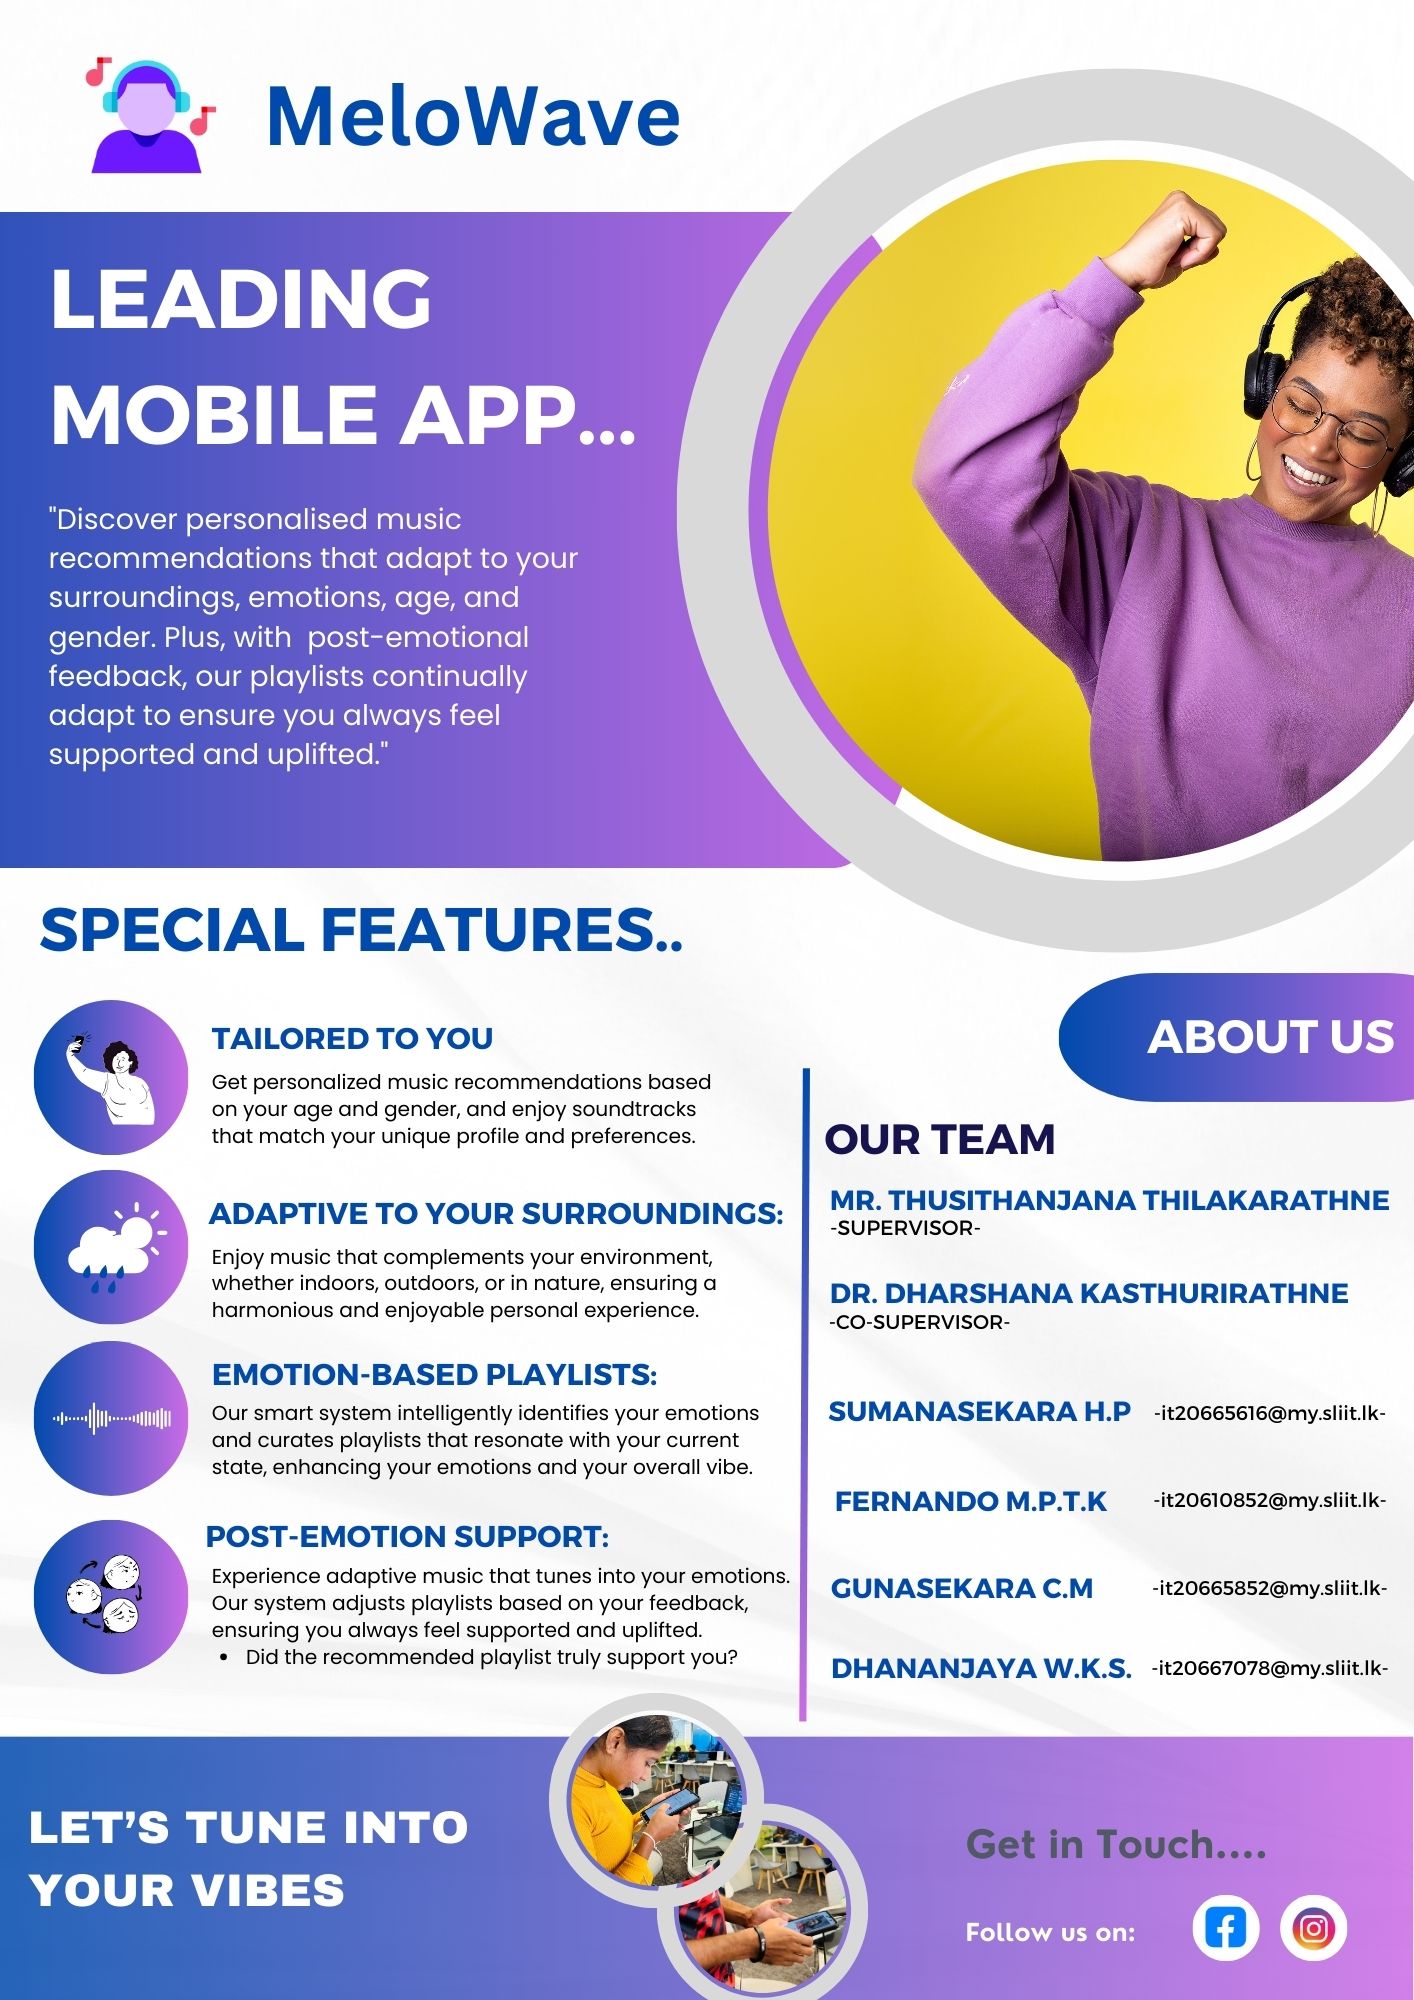 MeloWave
LEADING
MOBILE APP...
"Discover personalised music
recommendations that adapt to your
surroundings, emotions, age, and
gender. Plus, with  post-emotional
feedback, our playlists continually
adapt to ensure you always feel
supported and uplifted."
SPECIAL FEATURES..
TAILORED TO YOU
Get personalized music recommendations based
on your age and gender, and enjoy soundtracks
that match your unique profile and preferences.
ADAPTIVE TO YOUR SURROUNDINGS:
Enjoy music that complements your environment,
whether indoors, outdoors, or in nature, ensuring a
harmonious and enjoyable personal experience.
EMOTION-BASED PLAYLISTS:
Our smart system intelligently identifies your emotions
and curates playlists that resonate with your current
state, enhancing your emotions and your overall vibe.
POST-EMOTION SUPPORT:
Experience adaptive music that tunes into your emotions.
Our system adjusts playlists based on your feedback,
ensuring you always feel supported and uplifted.
• Did the recommended playlist truly support you?
ABOUT US
OUR TEAM
MR. THUSITHANJANA THILAKARATHNE
-SUPERVISOR-
DR. DHARSHANA KASTHURIRATHNE
-CO-SUPERVISOR-
SUMANASEKARA H.P -it20665616@my.sliit.lk-
FERNANDO M.P.T.K -it20610852@my.sliit.lk-
GUNASEKARA C.M -it20665852@my.sliit.lk-
DHANANJAYA W.K.S. -it20667078@my.sliit.lk-
LET'S TUNE INTO
YOUR VIBES
Get in Touch....
Follow us on: